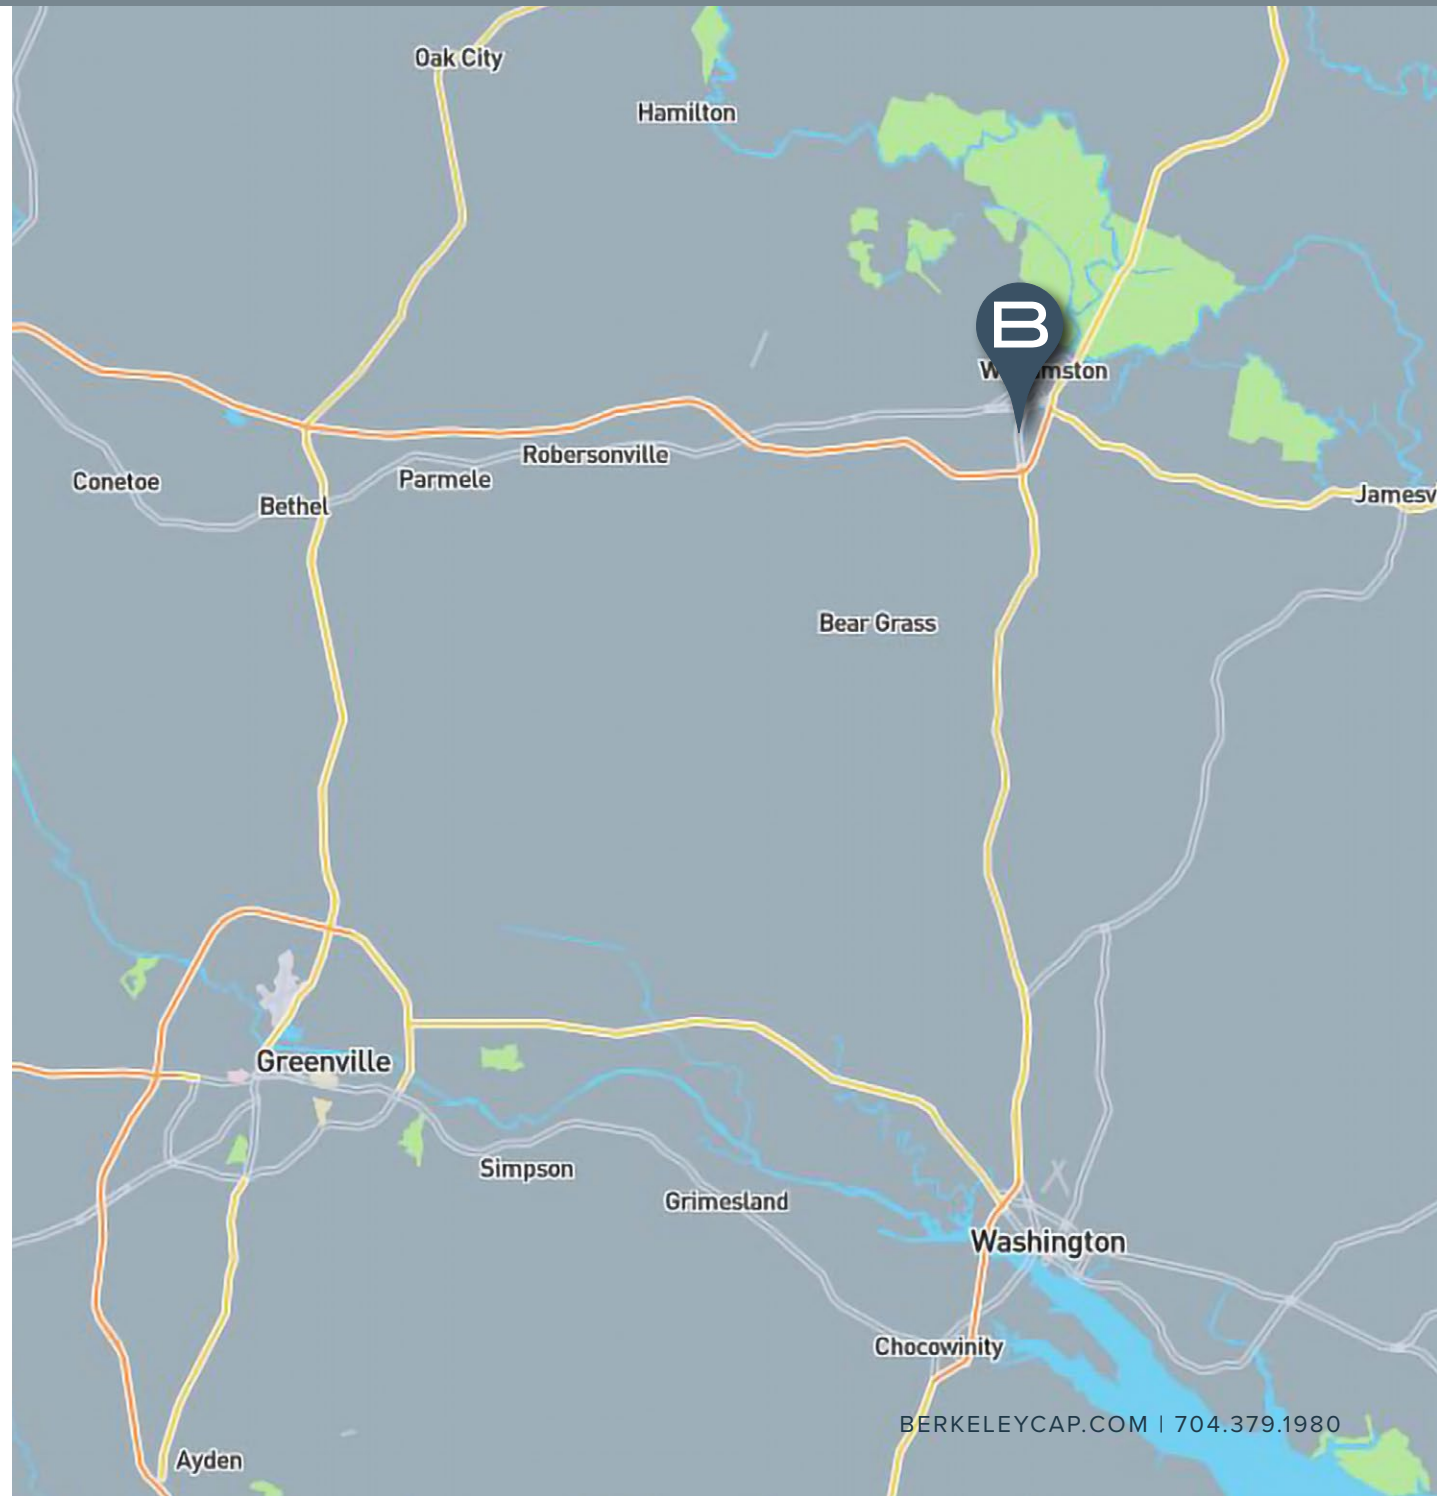 Oak City
Hamilton
B
Robersonville
Conetoe
Parmele
Bethel
Bear Grass
Greenville
Simpson
Grimesland
Washington
Chocowinity
BERKELEYCAP.COM | 704.379.1980
Ayden